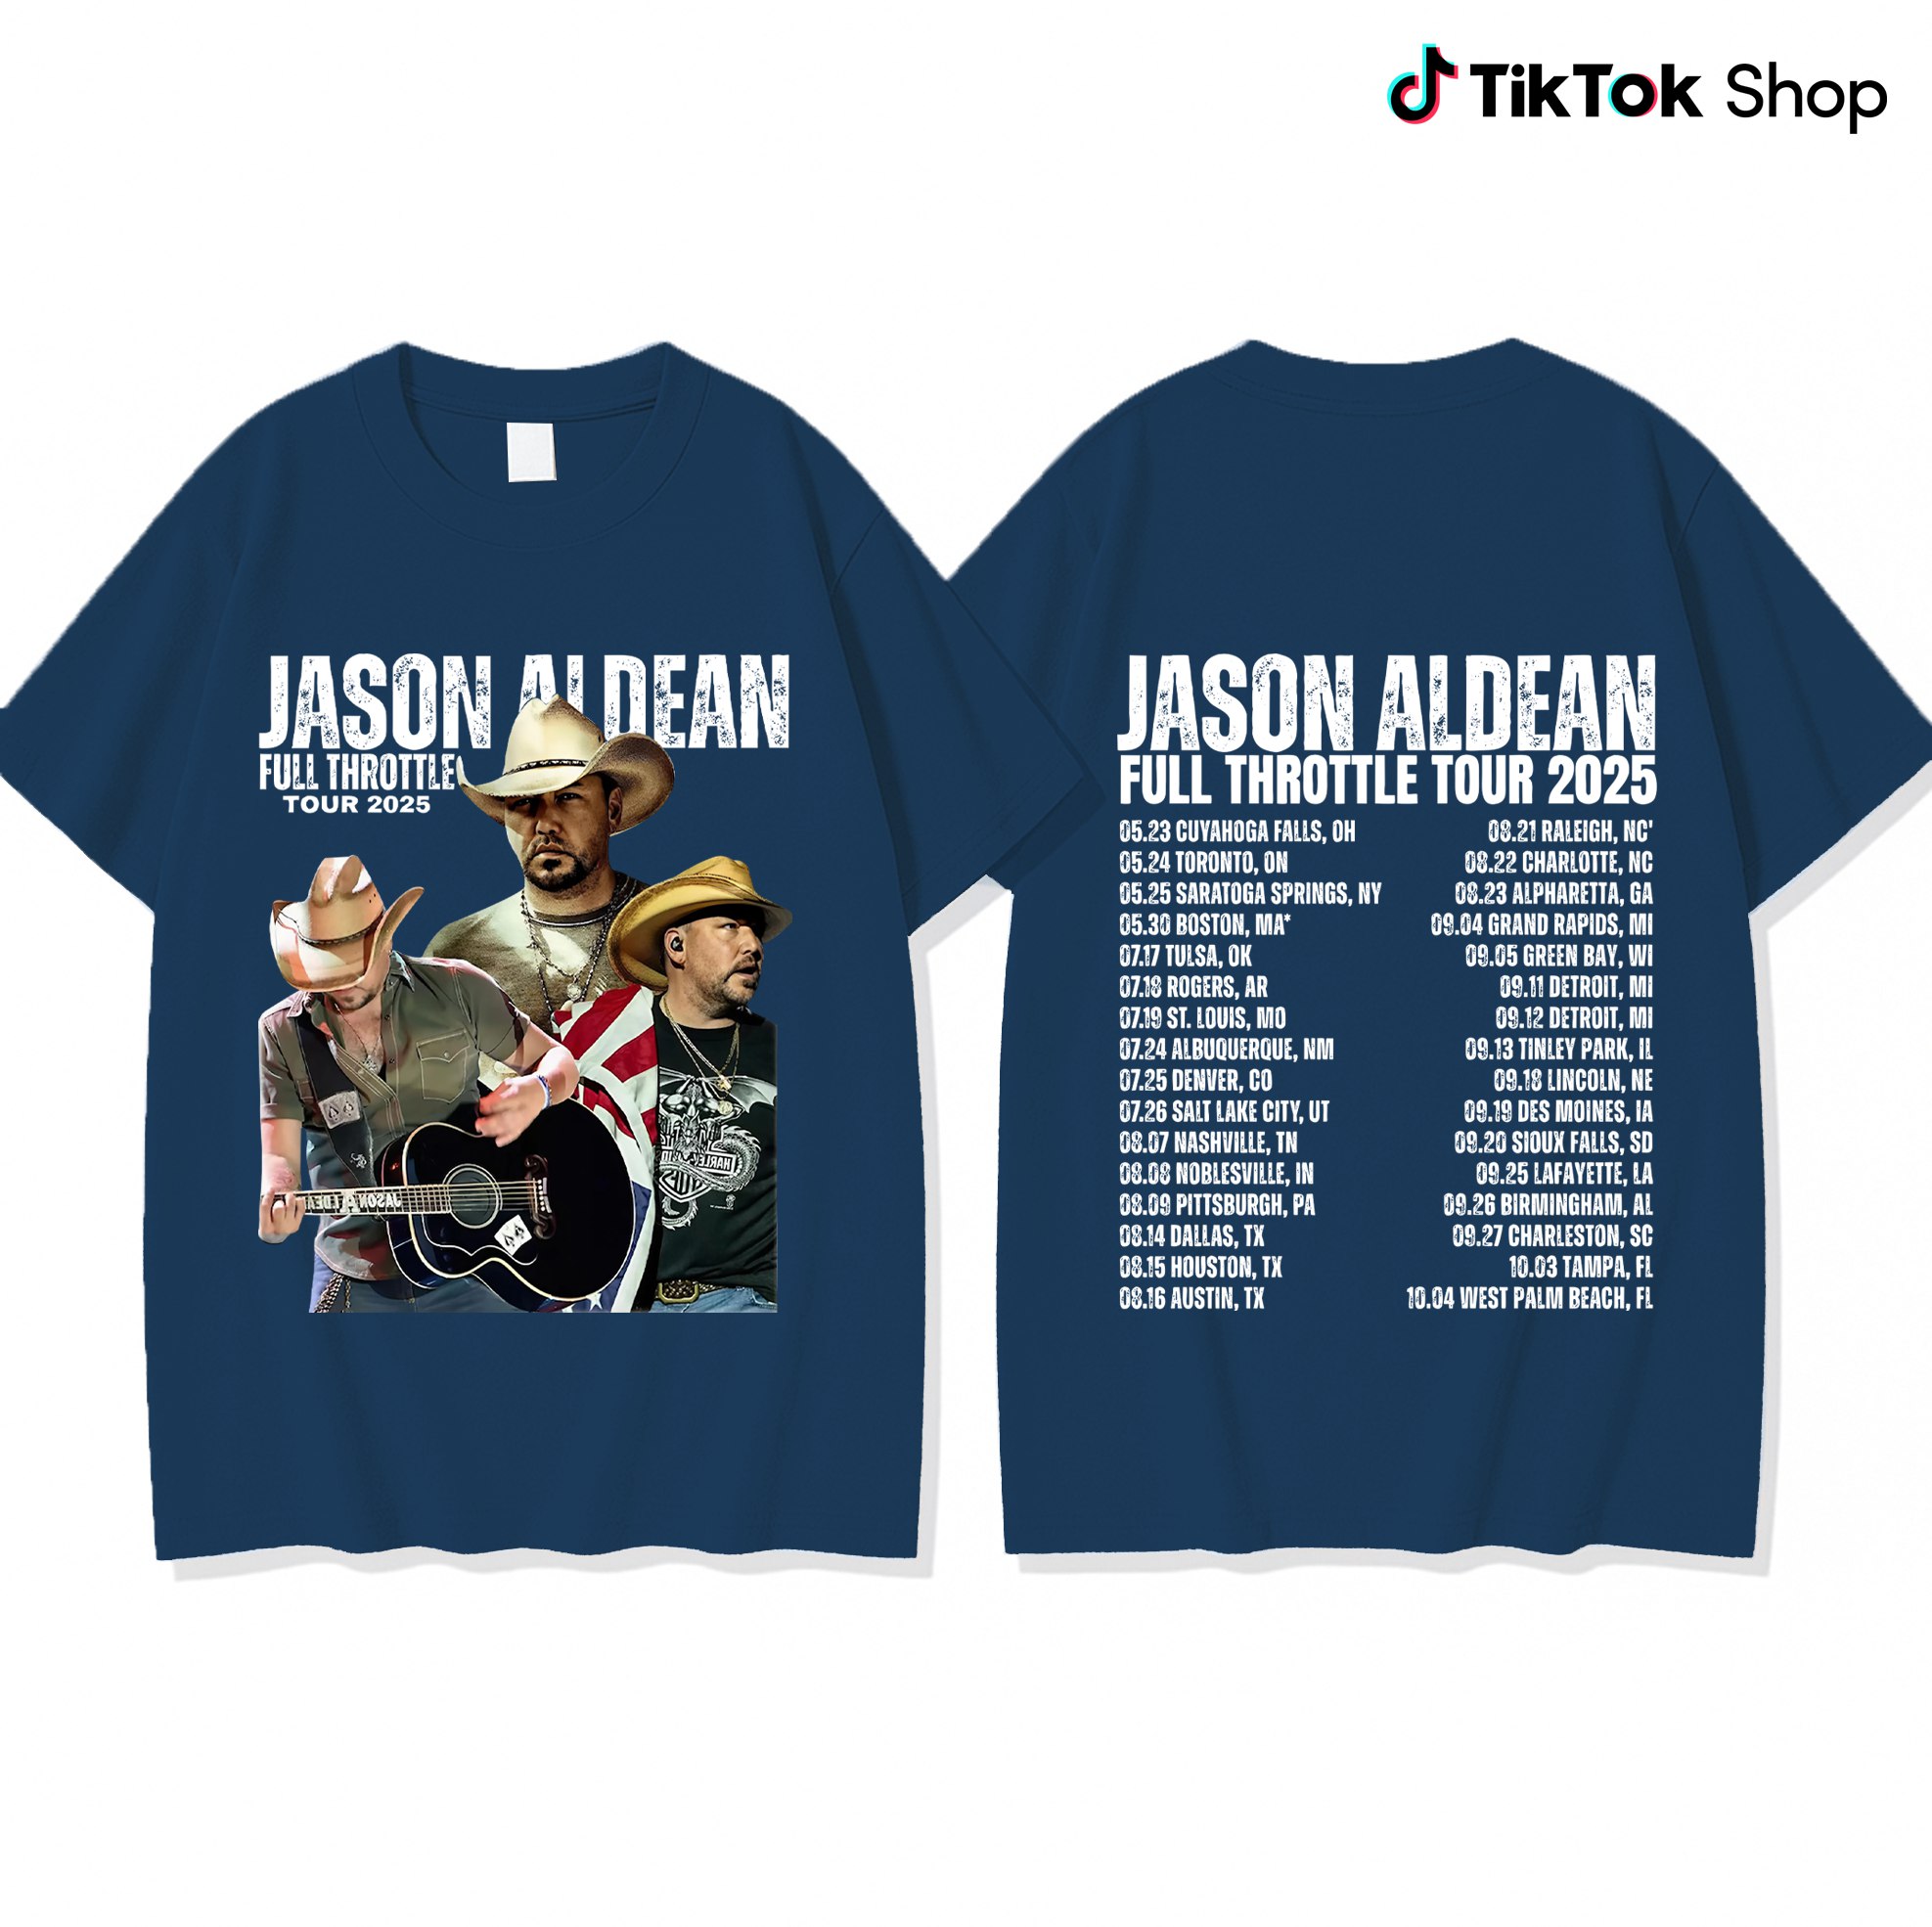 TikTok Shop
JASON ALDEAN
FULL THROTTLE
TOUR 2025
JASON ALDEAN
FULL THROTTLE TOUR 2025
05.23 CUYAHOGA FALLS, OH
05.24 TORONTO, ON
05.25 SARATOGA SPRINGS, NY
05.30 BOSTON, MA*
07.17 TULSA, OK
07.18 ROGERS, AR
07.19 ST. LOUIS, MO
07.24 ALBUQUERQUE, NM
07.25 DENVER, CO
07.26 SALT LAKE CITY, UT
08.07 NASHVILLE, TN
08.08 NOBLESVILLE, IN
08.09 PITTSBURGH, PA
08.14 DALLAS, TX
08.15 HOUSTON, TX
08.16 AUSTIN, TX
08.21 RALEIGH, NC'
08.22 CHARLOTTE, NC
08.23 ALPHARETTA, GA
09.04 GRAND RAPIDS, MI
09.05 GREEN BAY, WI
09.11 DETROIT, MI
09.12 DETROIT, MI
09.13 TINLEY PARK, IL
09.18 LINCOLN, NE
09.19 DES MOINES, IA
09.20 SIOUX FALLS, SD
09.25 LAFAYETTE, LA
09.26 BIRMINGHAM, AL
09.27 CHARLESTON, SC
10.03 TAMPA, FL
10.04 WEST PALM BEACH, FL